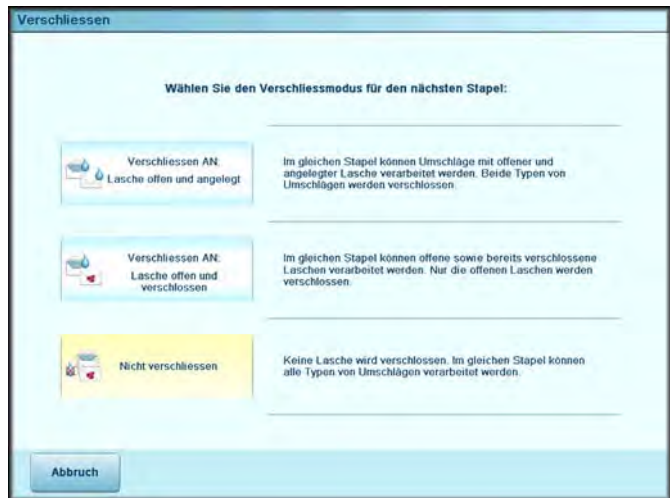 Verschliessen
Wählen Sie den Verschliessmodus für den nächsten Stapel:
Verschliessen AN:
Lasche offen und angelegt
Im gleichen Stapel können Umschläge mit offener und
angelegter Lasche verarbeitet werden. Beide Typen von
Umschlägen werden verschlossen.
Verschliessen AN:
Lasche offen und
verschlossen
Im gleichen Stapel können offene sowie bereits verschlossene
Laschen verarbeitet werden. Nur die offenen Laschen werden
verschlossen.
Nicht verschliessen
Keine Lasche wird verschlossen. Im gleichen Stapel können
alle Typen von Umschlägen verarbeitet werden.
Abbruch